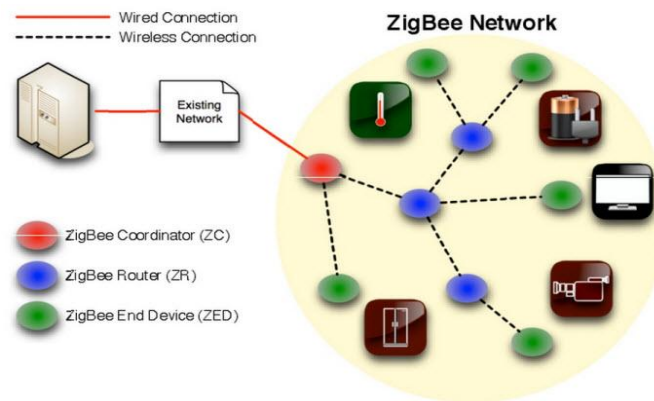 Wired Connection
Wireless Connection
ZigBee Network
Existing
Network
ZigBee Coordinator (ZC)
ZigBee Router (ZR)
ZigBee End Device (ZED)